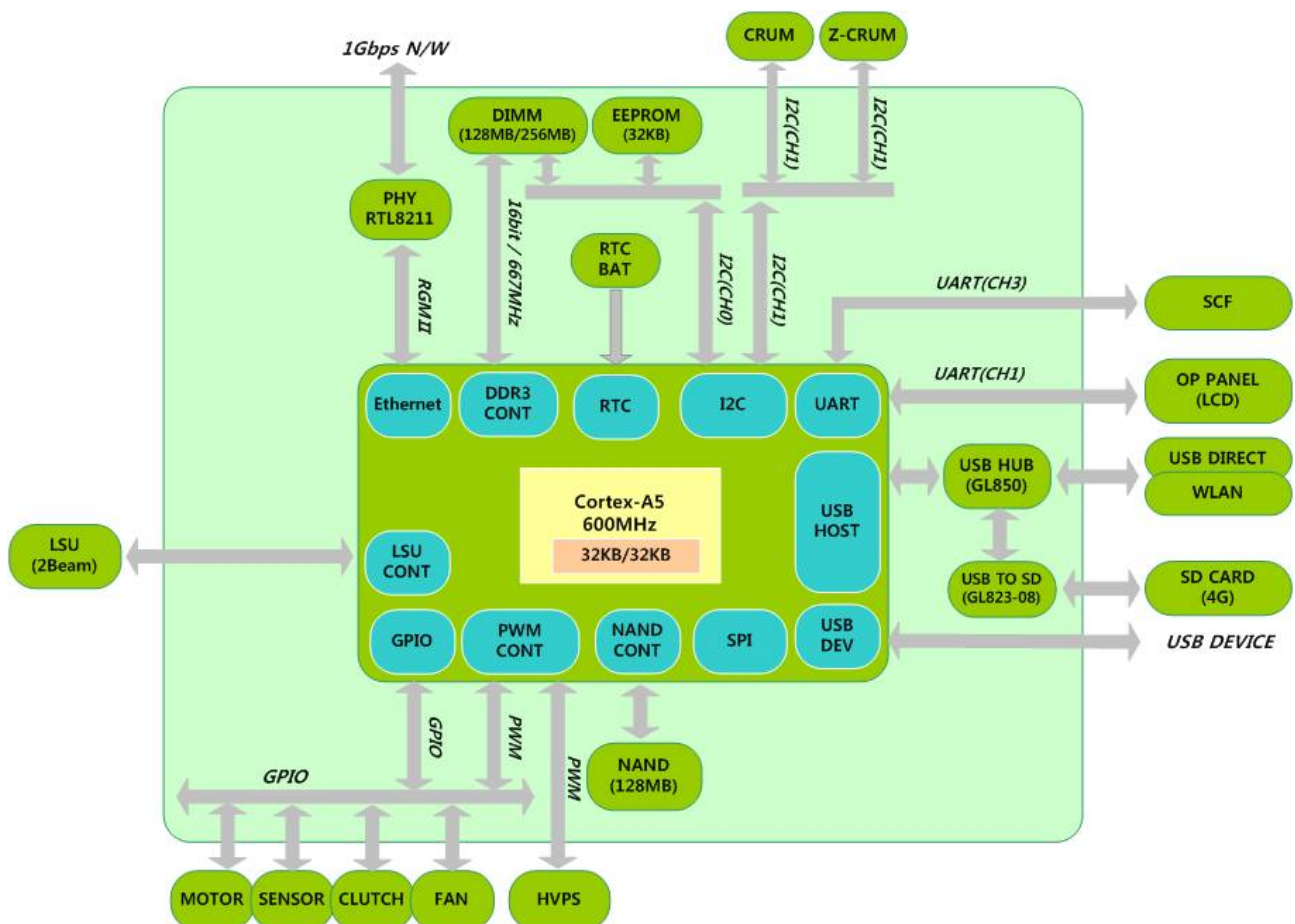 1Gbps N/W
CRUM
Z-CRUM
I2C(CH1)
I2C(CH1)
DIMM
(128MB/256MB)
EEPROM
(32KB)
PHY
RTL8211
16bit / 667MHz
RTC
BAT
I2C(CH0)
I2C(CH1)
RGMII
UART(CH3)
SCF
UART(CH1)
OP PANEL
(LCD)
Ethernet
DDR3
CONT
RTC
I2C
UART
USB HUB
(GL850)
USB DIRECT
WLAN
Cortex-A5
600MHz
32KB/32KB
USB
HOST
LSU
(2Beam)
LSU
CONT
USB TO SD
(GL823-08)
SD CARD
(4G)
GPIO
PWM
CONT
NAND
CONT
SPI
USB
DEV
USB DEVICE
GPIO
PWM
PWM
NAND
(128MB)
GPIO
MOTOR
SENSOR
CLUTCH
FAN
HVPS